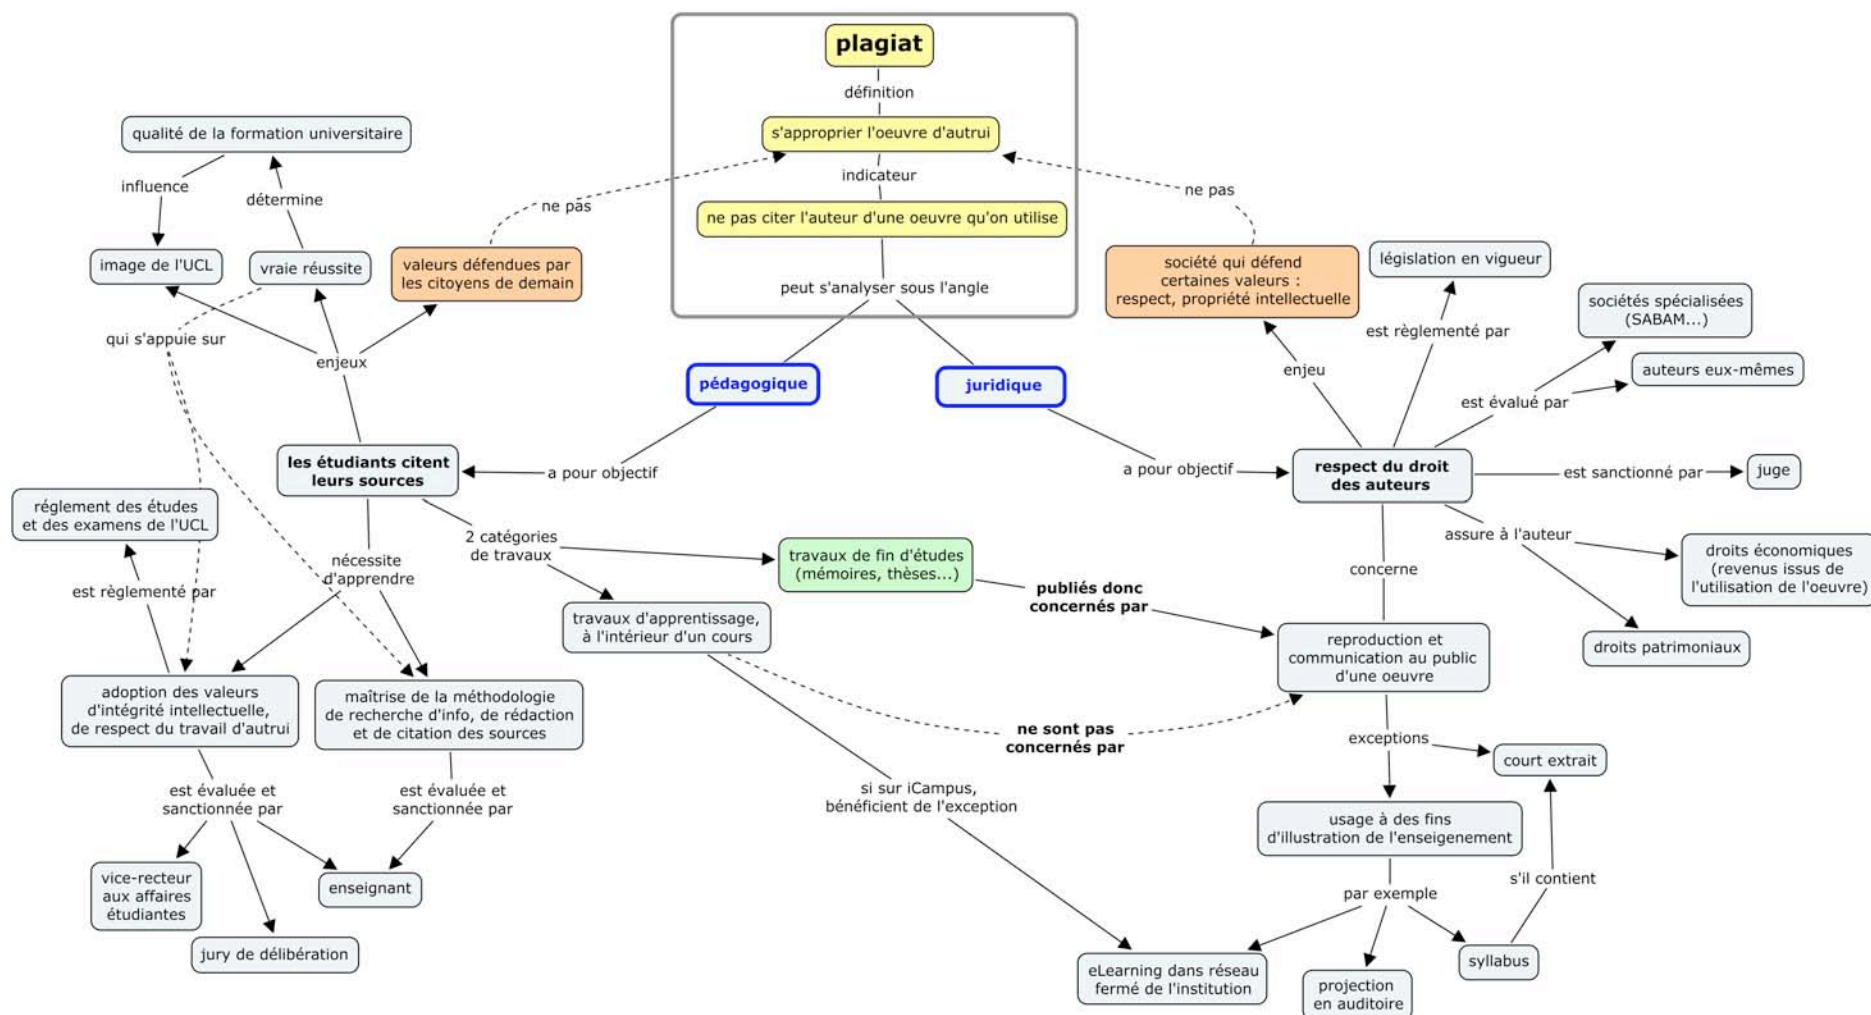 plagiat
définition
s'approprier l'oeuvre d'autrui
indicateur
ne pas citer l'auteur d'une oeuvre qu'on utilise
peut s'analyser sous l'angle
pédagogique
juridique
qualité de la formation universitaire
influence
détermine
ne pas
image de l'UCL
vraie réussite
valeurs défendues par
les citoyens de demain
qui s'appuie sur
enjeux
a pour objectif
les étudiants citent
leurs sources
réglement des études
et des examens de l'UCL
est règlementé par
nécessite
d'apprendre
2 catégories
de travaux
travaux de fin d'études
(mémoires, thèses...)
publiés donc
concernés par
travaux d'apprentissage,
à l'intérieur d'un cours
adoption des valeurs
d'intégrité intellectuelle,
de respect du travail d'autrui
maîtrise de la méthodologie
de recherche d'info, de rédaction
et de citation des sources
ne sont pas
concernés par
est évaluée et
sanctionnée par
est évaluée et
sanctionnée par
si sur iCampus,
bénéficient de l'exception
vice-recteur
aux affaires
étudiantes
enseignant
jury de délibération
ne pas
société qui défend
certaines valeurs :
respect, propriété intellectuelle
législation en vigueur
sociétés spécialisées
(SABAM...)
est règlementé par
enjeu
auteurs eux-mêmes
est évalué par
a pour objectif
respect du droit
des auteurs
est sanctionné par
juge
assure à l'auteur
droits économiques
(revenus issus de
l'utilisation de l'oeuvre)
concerne
droits patrimoniaux
reproduction et
communication au public
d'une oeuvre
exceptions
court extrait
usage à des fins
d'illustration de l'enseigenement
s'il contient
par exemple
eLearning dans réseau
fermé de l'institution
projection
en auditoire
syllabus